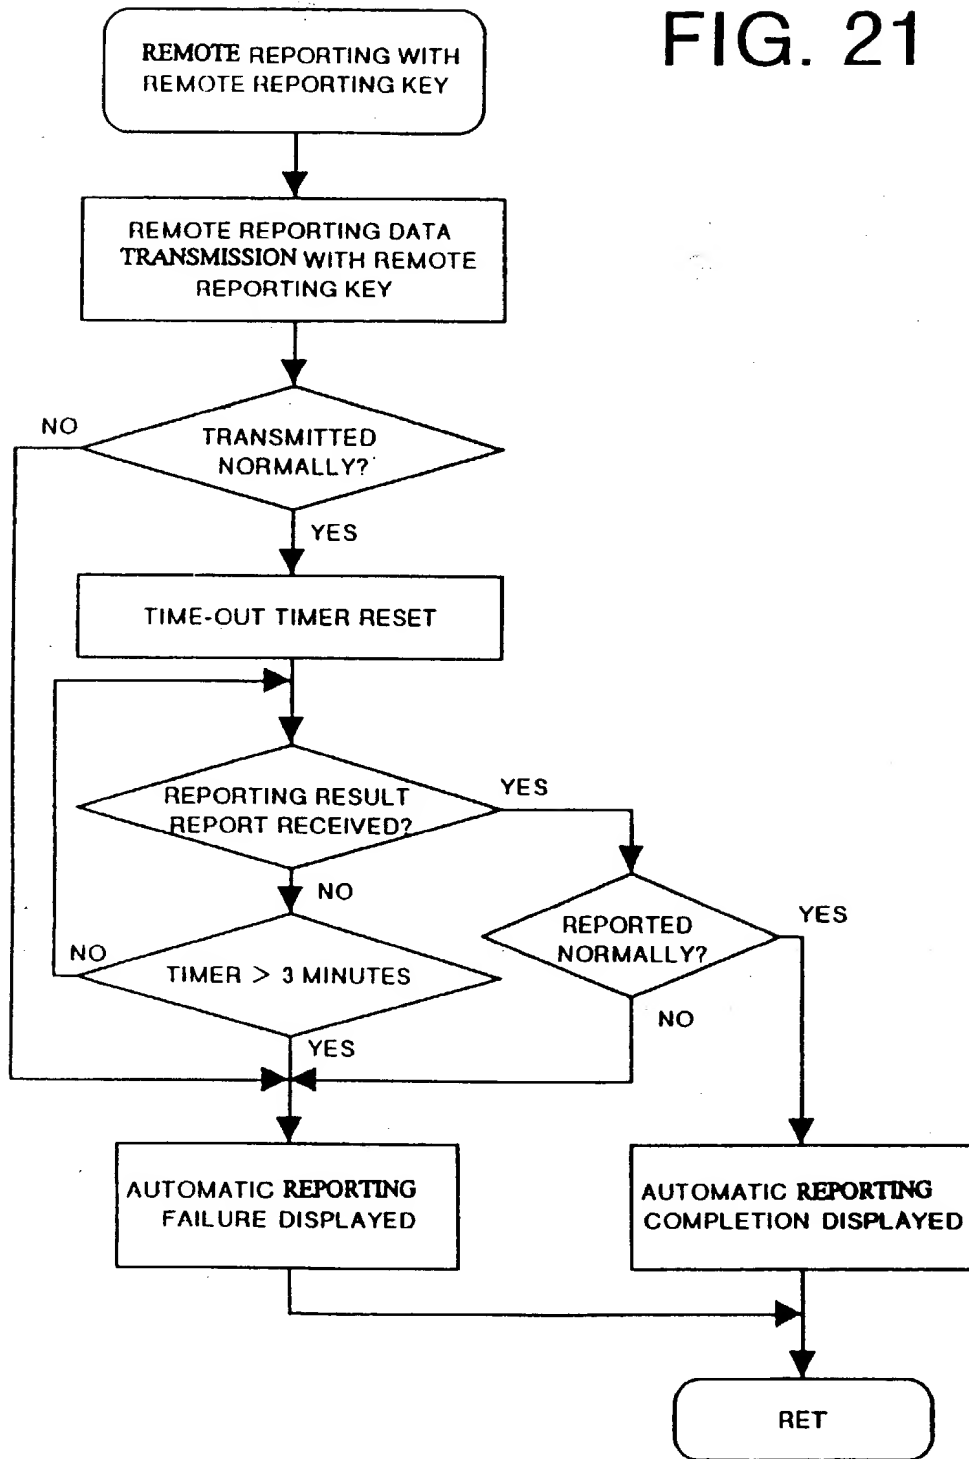 FIG. 21
REMOTE REPORTING WITH
REMOTE REPORTING KEY
REMOTE REPORTING DATA
TRANSMISSION WITH REMOTE
REPORTING KEY
NO
TRANSMITTED
NORMALLY?
YES
TIME-OUT TIMER RESET
REPORTING RESULT
REPORT RECEIVED?
YES
NO
REPORTED
NORMALLY?
YES
NO
TIMER > 3 MINUTES
NO
YES
AUTOMATIC REPORTING
FAILURE DISPLAYED
AUTOMATIC REPORTING
COMPLETION DISPLAYED
RET